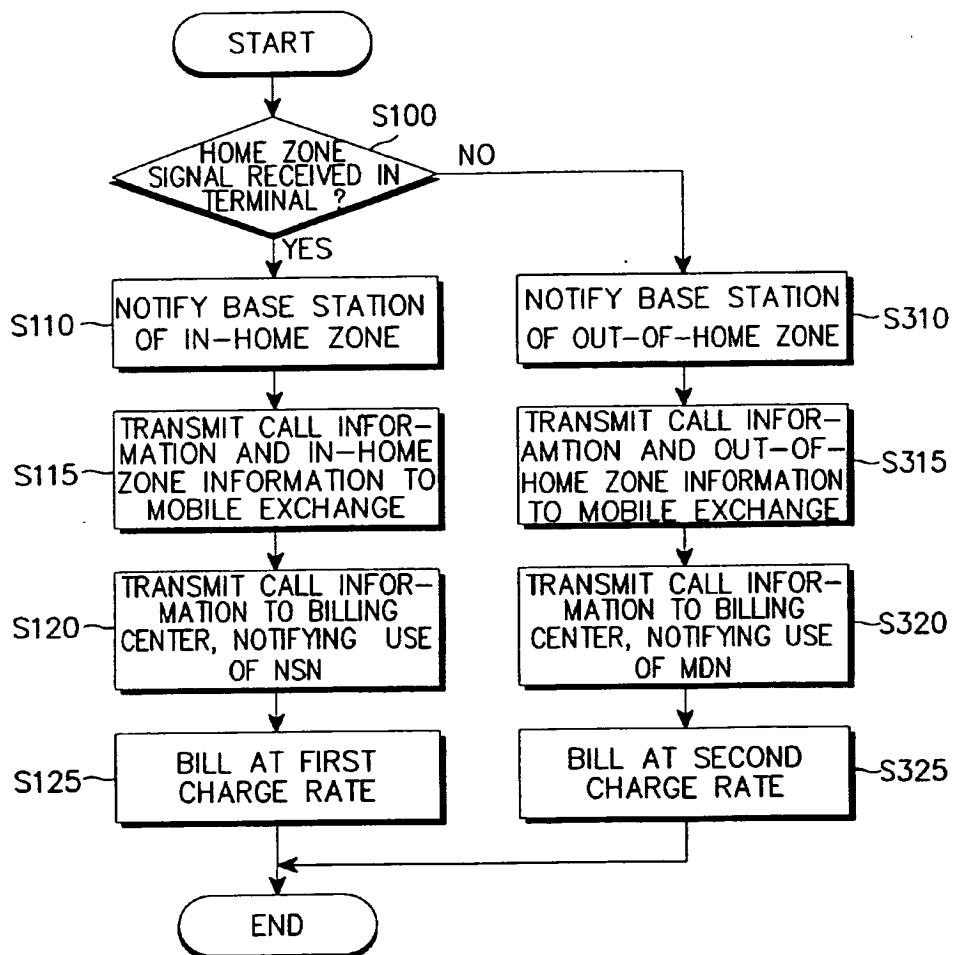 START
S100
HOME ZONE
SIGNAL RECEIVED IN
TERMINAL ?
NO
YES
S110
NOTIFY BASE STATION
OF IN-HOME ZONE
NOTIFY BASE STATION
OF OUT-OF-HOME ZONE
S310
S115
TRANSMIT CALL INFOR-
MATION AND IN-HOME
ZONE INFORMATION TO
MOBILE EXCHANGE
TRANSMIT CALL INFOR-
AMTION AND OUT-OF-
HOME ZONE INFORMATION
TO MOBILE EXCHANGE
S315
S120
TRANSMIT CALL INFOR-
MATION TO BILLING
CENTER, NOTIFYING USE
OF NSN
TRANSMIT CALL INFOR-
MATION TO BILLING
CENTER, NOTIFYING USE
OF MDN
S320
S125
BILL AT FIRST
CHARGE RATE
BILL AT SECOND
CHARGE RATE
S325
END